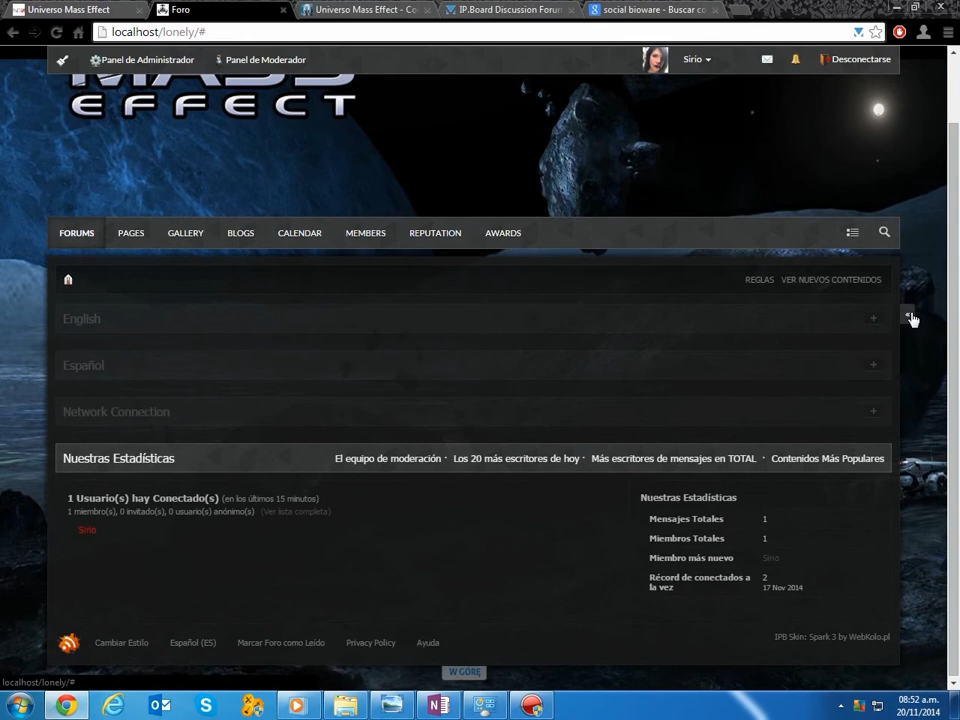 Universo Mass Effect
Foro
Universo Mass Effect - Co
IP.Board Discussion Forum
social bioware - Buscar co
localhost/lonely/#
Panel de Administrador
Panel de Moderador
Sirio
Desconectarse
MASS
EFFECT
FORUMS PAGES GALLERY BLOGS CALENDAR MEMBERS REPUTATION AWARDS
REGLAS VER NUEVOS CONTENIDOS
English
Español
Network Connection
Nuestras Estadísticas
El equipo de moderación · Los 20 más escritores de hoy · Más escritores de mensajes en TOTAL · Contenidos Más Populares
1 Usuario(s) hay Conectado(s) (en los últimos 15 minutos)
1 miembro(s), 0 invitado(s), 0 usuario(s) anónimo(s) (Ver lista completa)
Sirio
Nuestras Estadísticas
Mensajes Totales 1
Miembros Totales 1
Miembro más nuevo Sirio
Récord de conectados a 2
la vez 17 Nov 2014
Cambiar Estilo Español (ES) Marcar Foro como Leído Privacy Policy Ayuda
IPB Skin: Spark 3 by WebKolo.pl
W GÓRĘ
localhost/lonely/#
08:52 a.m.
20/11/2014